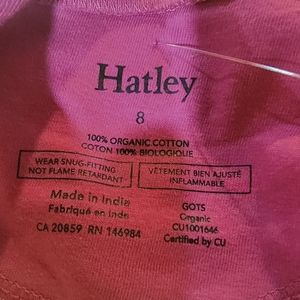 Hatley
8
100% ORGANIC COTTON
COTON 100% BIOLOGIQUE
WEAR SNUG-FITTING
NOT FLAME RETARDANT
VÊTEMENT BIEN AJUSTÉ
INFLAMMABLE
Made in India
Fabriqué en Inde
CA 20859 RN 146984
GOTS
Organic
CU1001646
Certified by CU